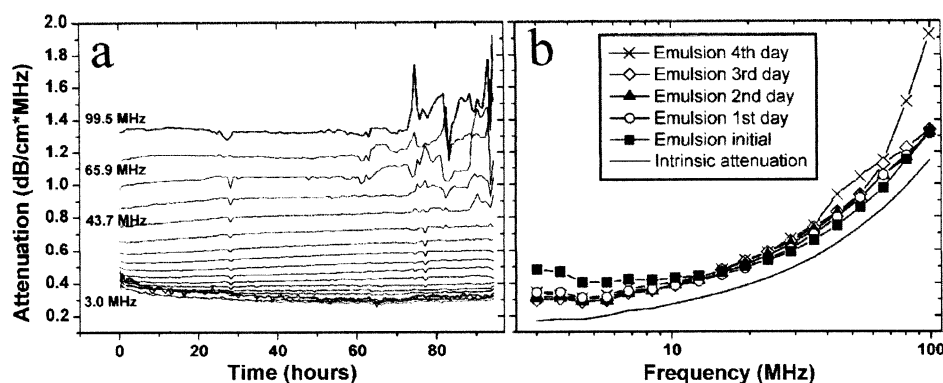 a
b
Attenuation (dB/cm*MHz)
2.0
1.8
1.6
1.4
1.2
1.0
0.8
0.6
0.4
0.2
99.5 MHz
65.9 MHz
43.7 MHz
3.0 MHz
0
20
40
60
80
Time (hours)
Emulsion 4th day
Emulsion 3rd day
Emulsion 2nd day
Emulsion 1st day
Emulsion initial
Intrinsic attenuation
10
100
Frequency (MHz)